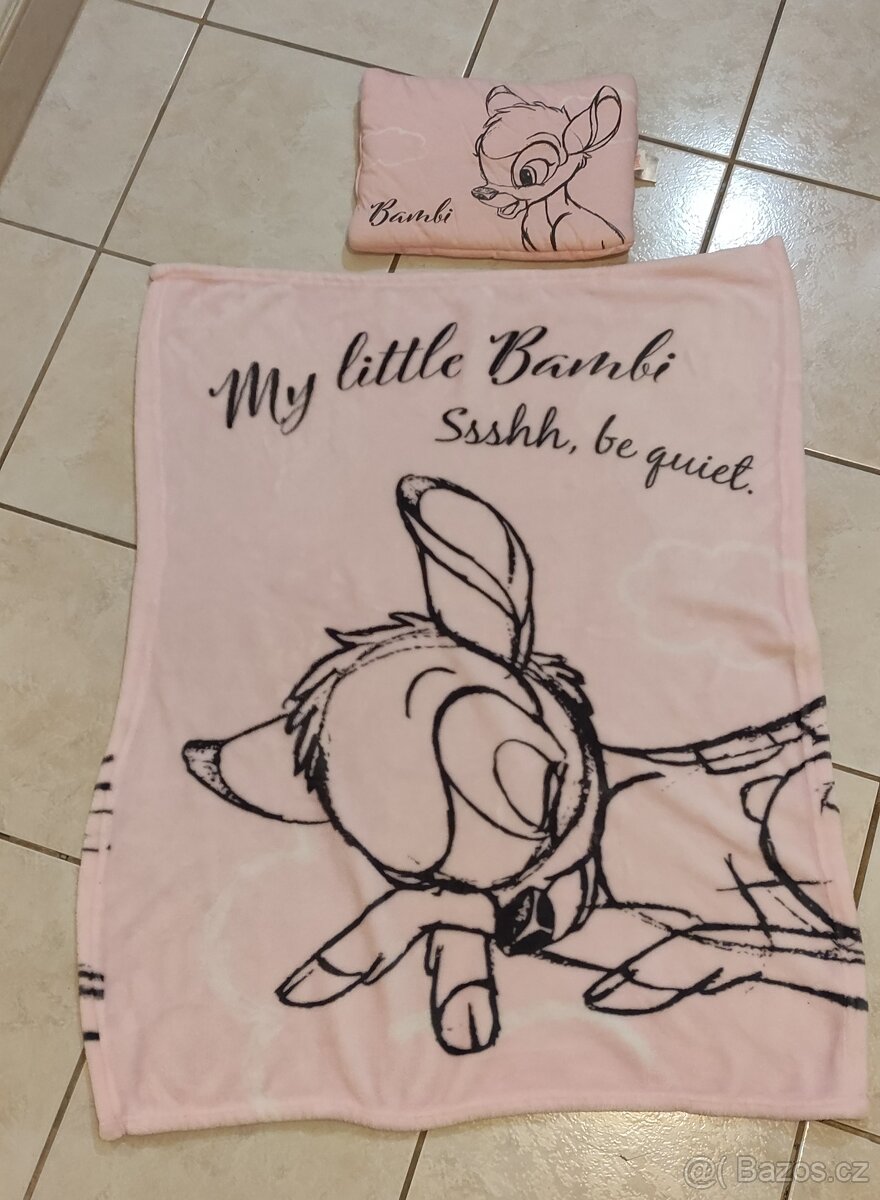 Bambi
My little Bambi
Ssshh, be quiet.
@( Bazos.cz